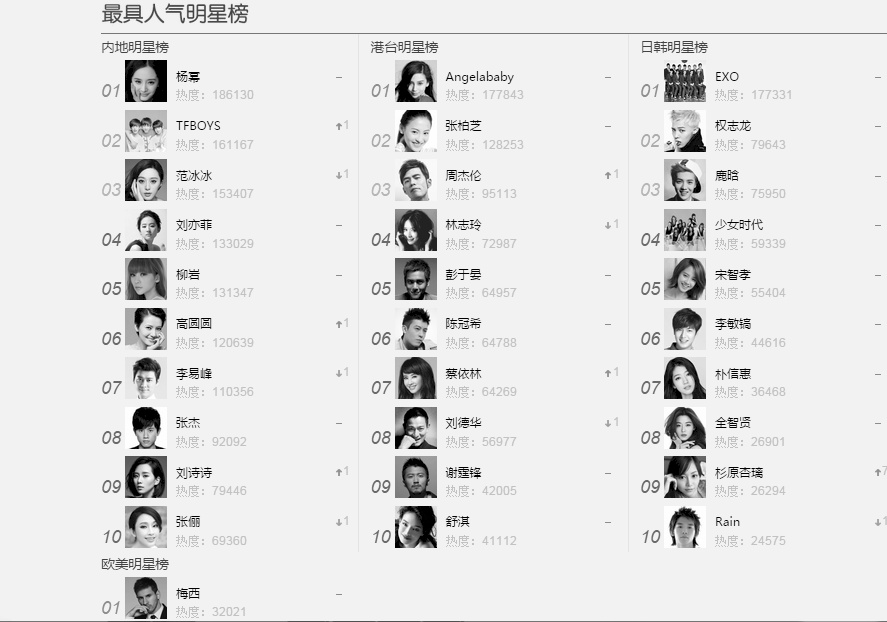 最具人气明星榜
内地明星榜
01 杨幂 –
热度：186130
02 TFBOYS ↑1
热度：161167
03 范冰冰 ↓1
热度：153407
04 刘亦菲 –
热度：133029
05 柳岩 –
热度：131347
06 高圆圆 ↑1
热度：120639
07 李易峰 ↓1
热度：110356
08 张杰 –
热度：92092
09 刘诗诗 ↑1
热度：79446
10 张俪 ↓1
热度：69360
港台明星榜
01 Angelababy –
热度：177843
02 张柏芝 –
热度：128253
03 周杰伦 ↑1
热度：95113
04 林志玲 ↓1
热度：72987
05 彭于晏 –
热度：64957
06 陈冠希 –
热度：64788
07 蔡依林 ↑1
热度：64269
08 刘德华 ↓1
热度：56977
09 谢霆锋 –
热度：42005
10 舒淇 –
热度：41112
日韩明星榜
01 EXO –
热度：177331
02 权志龙 –
热度：79643
03 鹿晗 –
热度：75950
04 少女时代 –
热度：59339
05 宋智孝 –
热度：55404
06 李敏镐 –
热度：44616
07 朴信惠 –
热度：36468
08 全智贤 –
热度：26901
09 杉原杏璃 ↑7
热度：26294
10 Rain ↓1
热度：24575
欧美明星榜
01 梅西 –
热度：32021